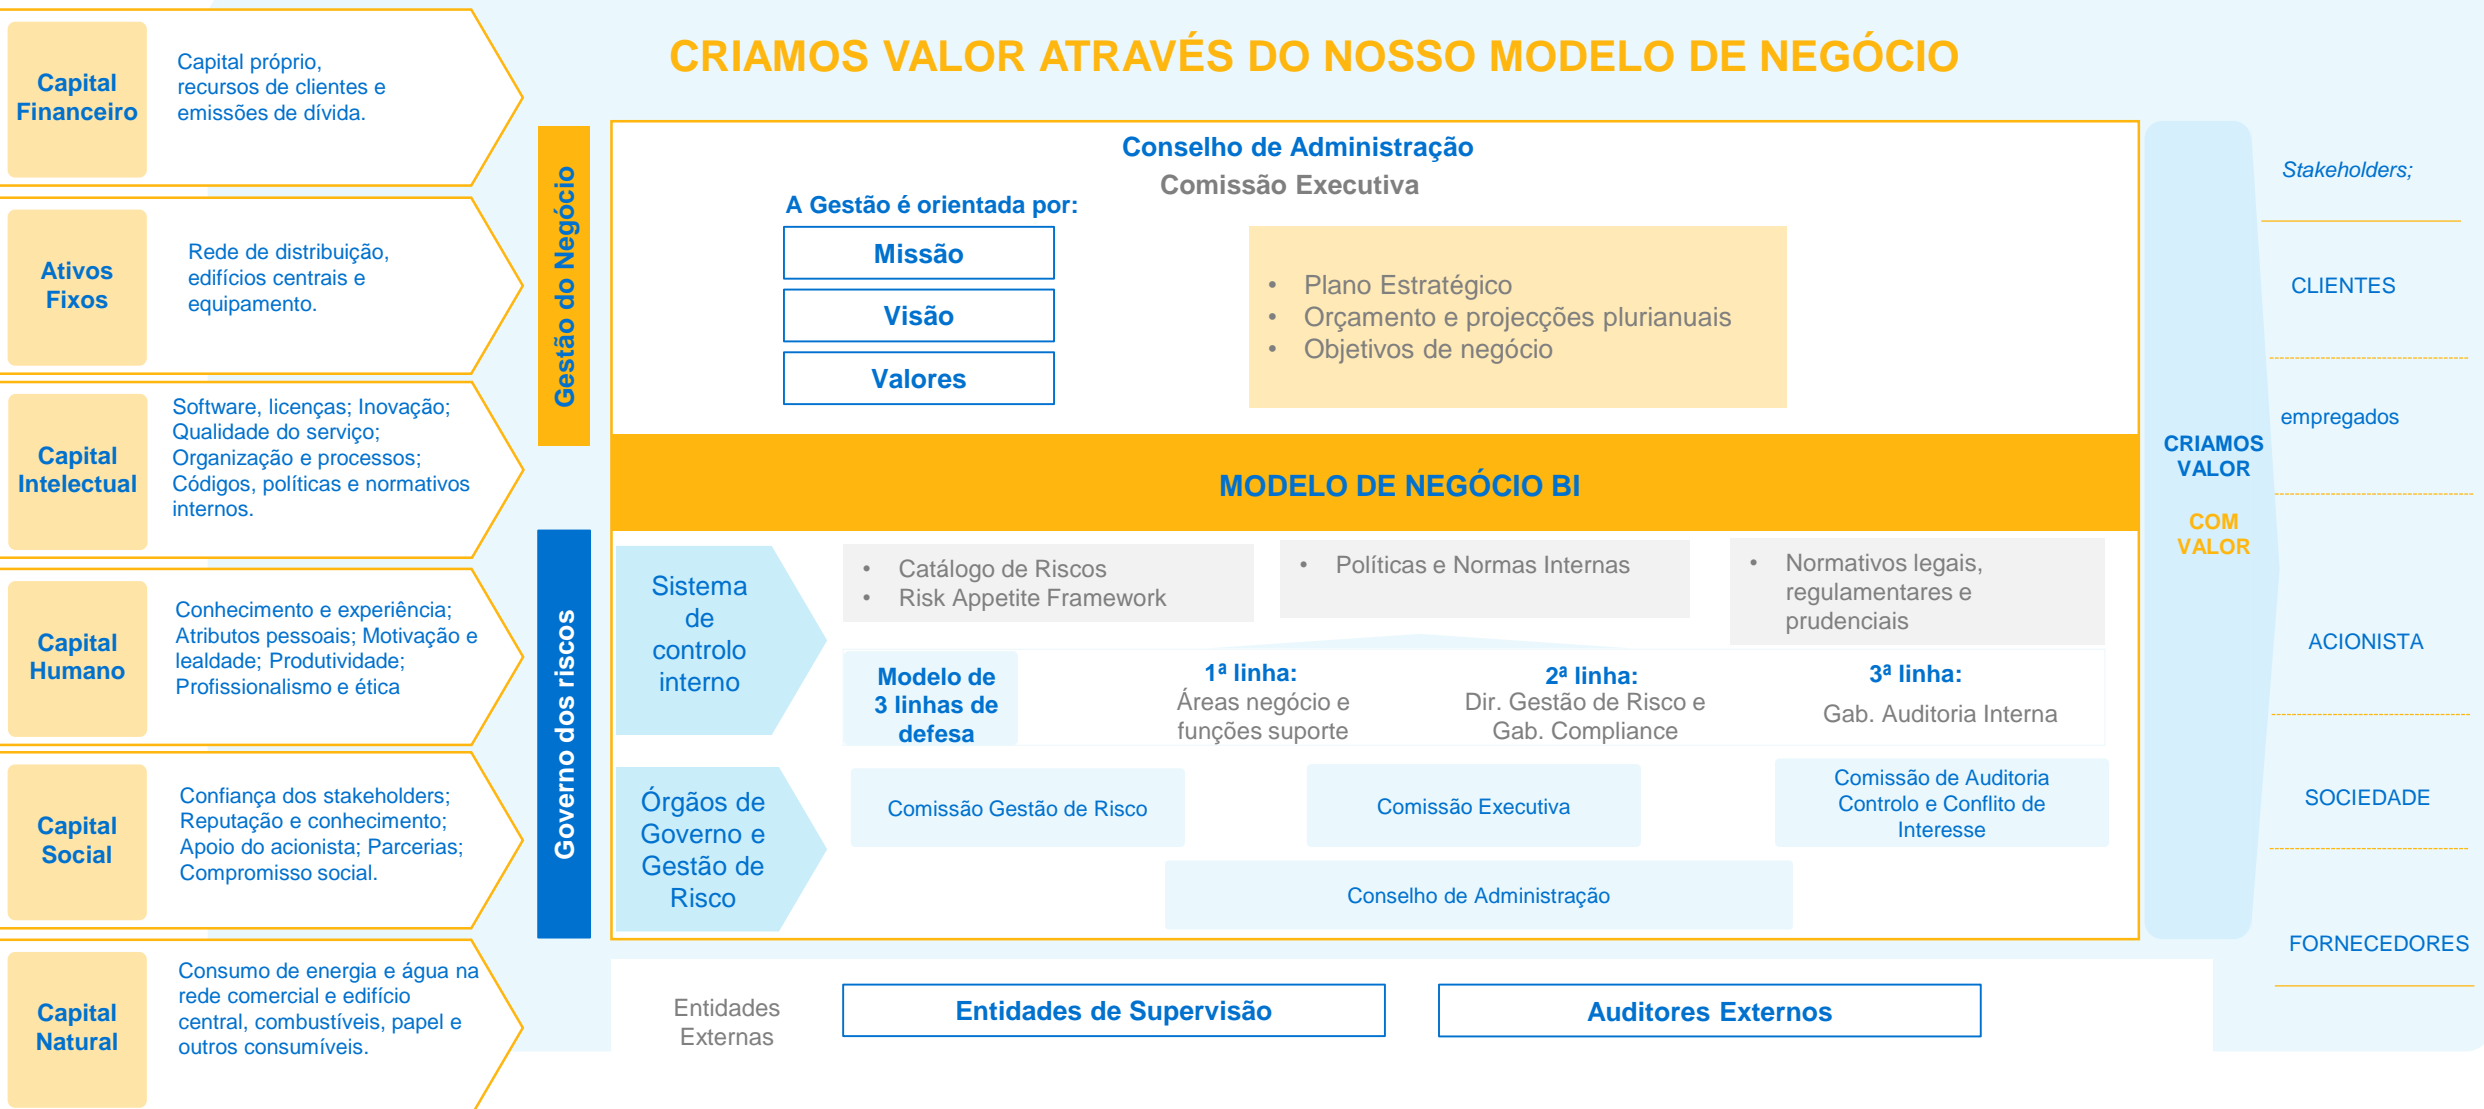 CRIAMOS VALOR ATRAVÉS DO NOSSO MODELO DE NEGÓCIO
Capital
Financeiro
Capital próprio,
recursos de clientes e
emissões de dívida.
Ativos
Fixos
Rede de distribuição,
edifícios centrais e
equipamento.
Capital
Intelectual
Software, licenças; Inovação;
Qualidade do serviço;
Organização e processos;
Códigos, políticas e normativos
internos.
Capital
Humano
Conhecimento e experiência;
Atributos pessoais; Motivação e
lealdade; Produtividade;
Profissionalismo e ética
Capital
Social
Confiança dos stakeholders;
Reputação e conhecimento;
Apoio do acionista; Parcerias;
Compromisso social.
Capital
Natural
Consumo de energia e água na
rede comercial e edifício
central, combustíveis, papel e
outros consumíveis.
Gestão do Negócio
Conselho de Administração
Comissão Executiva
A Gestão é orientada por:
Missão
Visão
Valores
• Plano Estratégico
• Orçamento e projecções plurianuais
• Objetivos de negócio
MODELO DE NEGÓCIO BI
Governo dos riscos
Sistema
de
controlo
interno
• Catálogo de Riscos
• Risk Appetite Framework
• Políticas e Normas Internas
• Normativos legais,
regulamentares e
prudenciais
Modelo de
3 linhas de
defesa
1ª linha:
Áreas negócio e
funções suporte
2ª linha:
Dir. Gestão de Risco e
Gab. Compliance
3ª linha:
Gab. Auditoria Interna
Órgãos de
Governo e
Gestão de
Risco
Comissão Gestão de Risco
Comissão Executiva
Comissão de Auditoria
Controlo e Conflito de
Interesse
Conselho de Administração
Entidades
Externas
Entidades de Supervisão
Auditores Externos
CRIAMOS
VALOR
COM
VALOR
Stakeholders;
CLIENTES
empregados
ACIONISTA
SOCIEDADE
FORNECEDORES